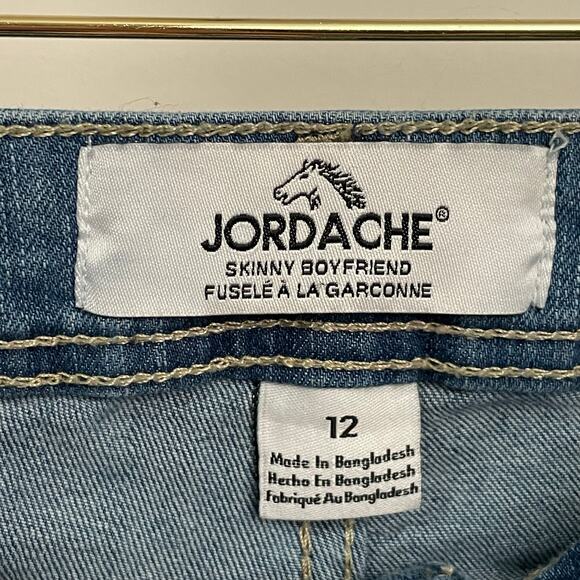 JORDACHE®
SKINNY BOYFRIEND
FUSELÉ À LA GARCONNE
12
Made In Bangladesh
Hecho En Bangladesh
Fabriqué Au Bangladesh